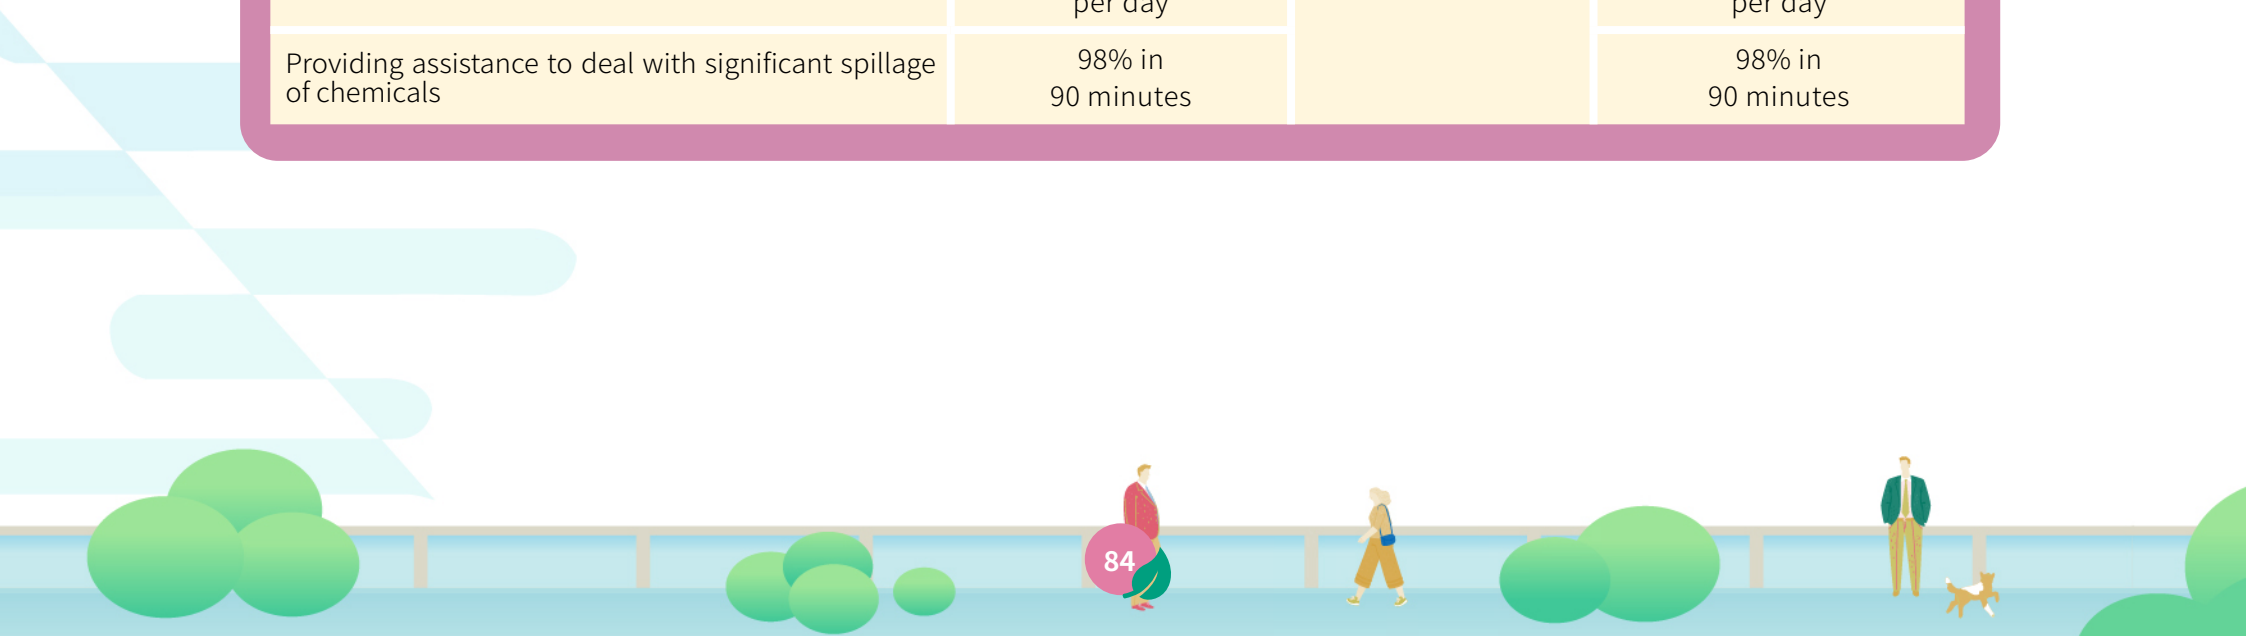 per day
per day
Providing assistance to deal with significant spillage
of chemicals
98% in
90 minutes
98% in
90 minutes
84